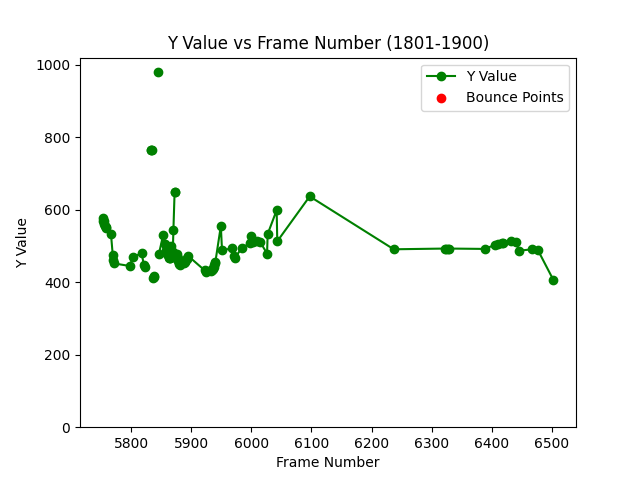 Y Value vs Frame Number (1801-1900)
Y Value
Bounce Points
1000
800
600
400
200
0
Y Value
5800 5900 6000 6100 6200 6300 6400 6500
Frame Number